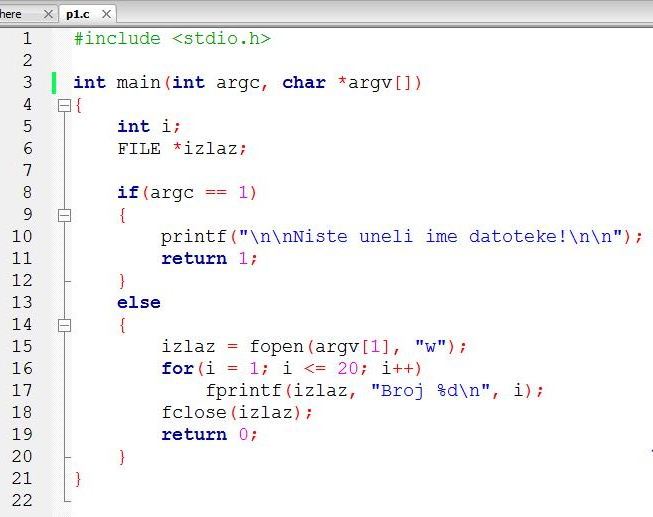 here p1.c
1 #include <stdio.h>
2
3 int main(int argc, char *argv[])
4 {
5 int i;
6 FILE *izlaz;
7
8 if(argc == 1)
9 {
10 printf("\n\nNiste uneli ime datoteke!\n\n");
11 return 1;
12 }
13 else
14 {
15 izlaz = fopen(argv[1], "w");
16 for(i = 1; i <= 20; i++)
17 fprintf(izlaz, "Broj %d\n", i);
18 fclose(izlaz);
19 return 0;
20 }
21 }
22